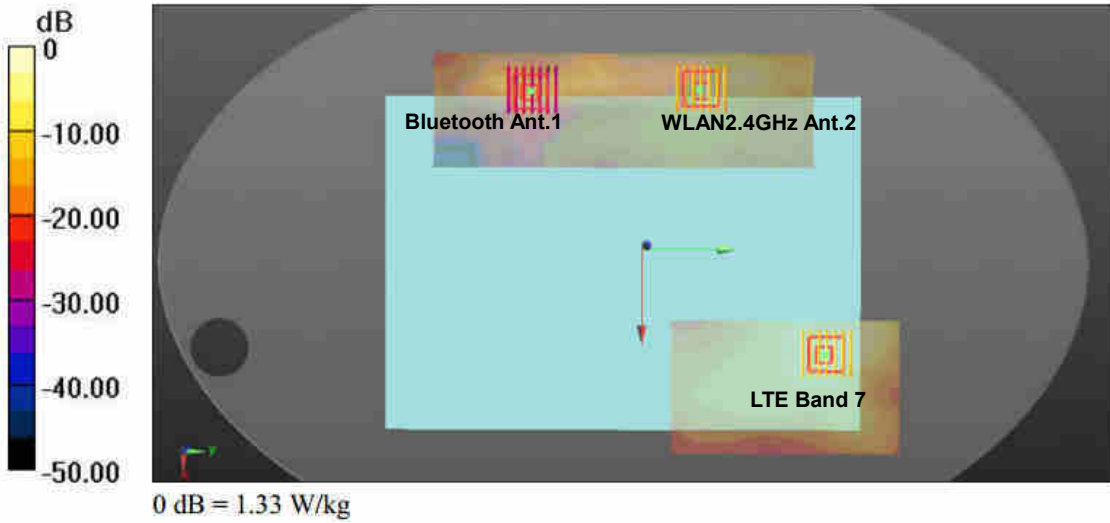 dB
0
-10.00
-20.00
-30.00
-40.00
-50.00
Bluetooth Ant.1
WLAN2.4GHz Ant.2
LTE Band 7
y
x
0 dB = 1.33 W/kg